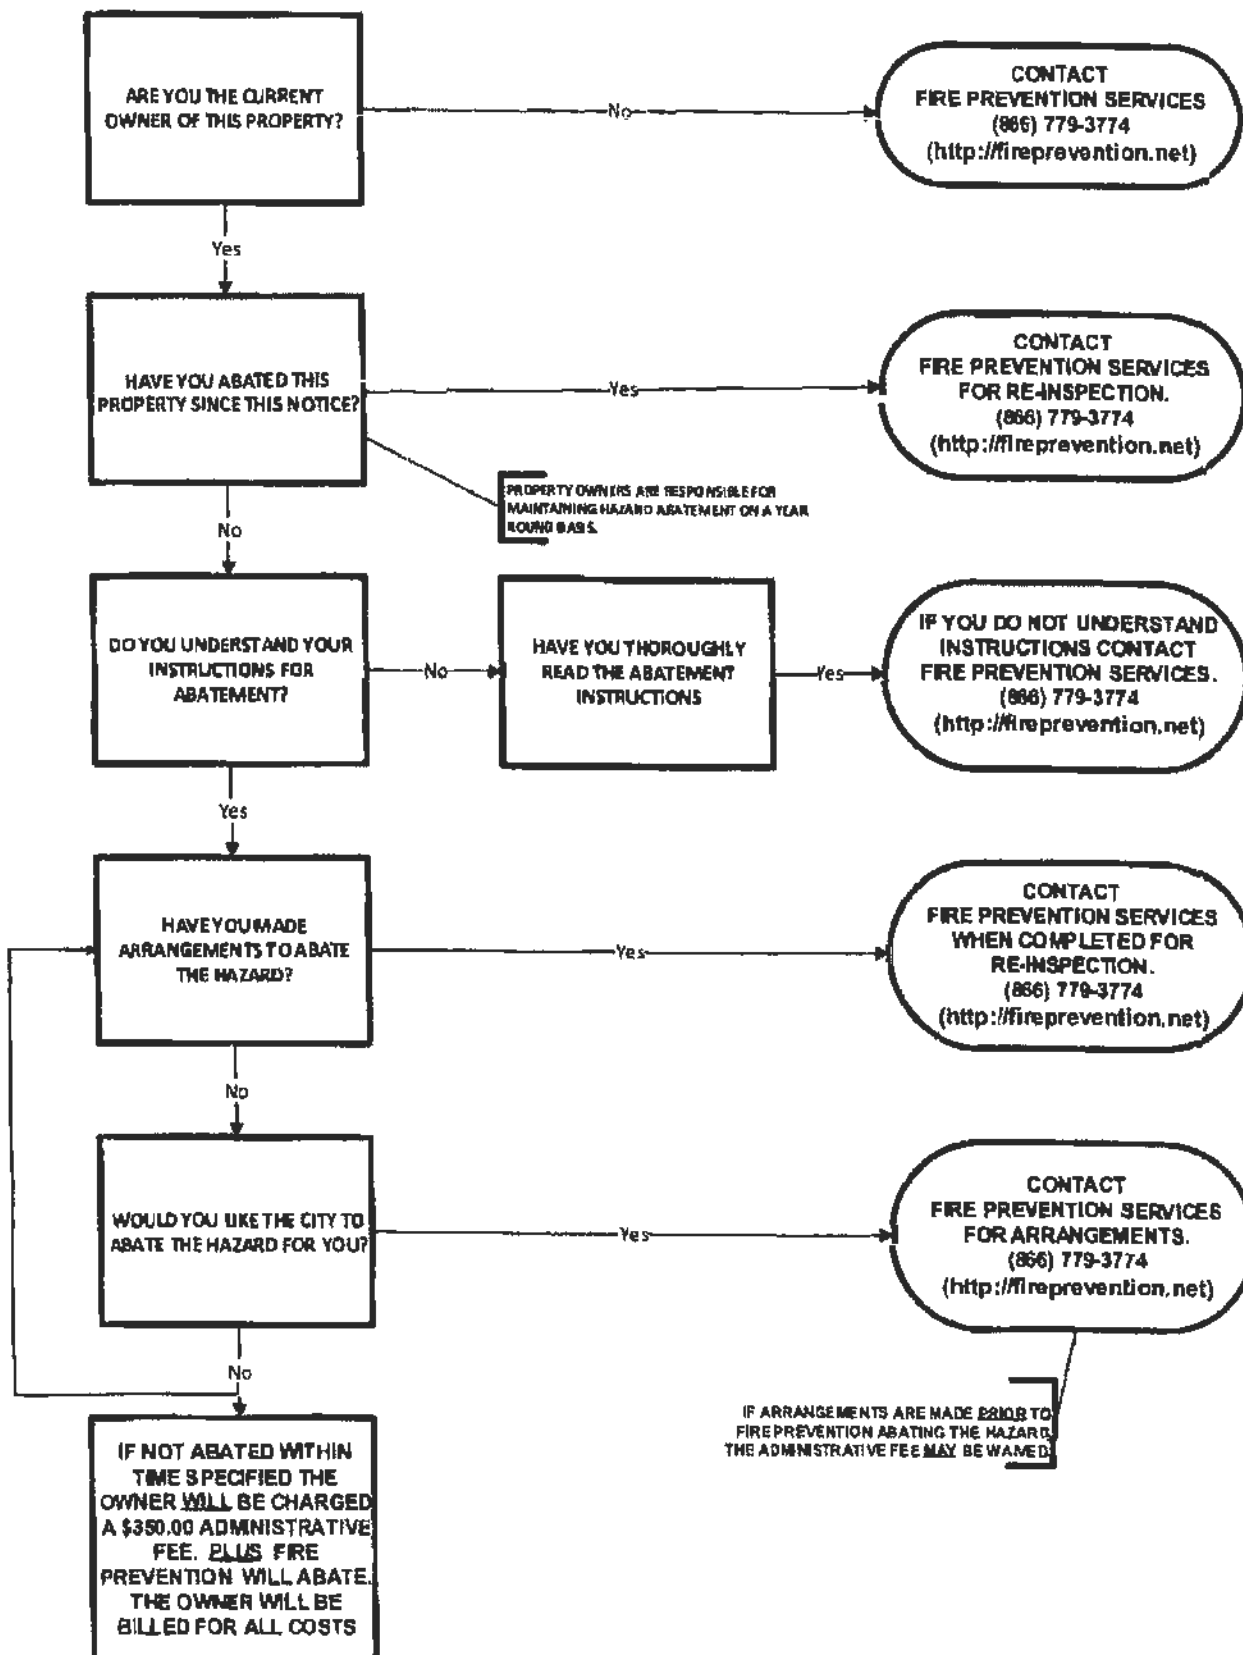 ARE YOU THE CURRENT
OWNER OF THIS PROPERTY?
No
CONTACT
FIRE PREVENTION SERVICES
(866) 779-3774
(http://fireprevention.net)
Yes
HAVE YOU ABATED THIS
PROPERTY SINCE THIS NOTICE?
Yes
CONTACT
FIRE PREVENTION SERVICES
FOR RE-INSPECTION.
(866) 779-3774
(http://fireprevention.net)
PROPERTY OWNERS ARE RESPONSIBLE FOR
MAINTAINING HAZARD ABATEMENT ON A YEAR
ROUND BASIS.
No
DO YOU UNDERSTAND YOUR
INSTRUCTIONS FOR
ABATEMENT?
No
HAVE YOU THOROUGHLY
READ THE ABATEMENT
INSTRUCTIONS
Yes
IF YOU DO NOT UNDERSTAND
INSTRUCTIONS CONTACT
FIRE PREVENTION SERVICES.
(866) 779-3774
(http://fireprevention.net)
Yes
HAVE YOU MADE
ARRANGEMENTS TO ABATE
THE HAZARD?
Yes
CONTACT
FIRE PREVENTION SERVICES
WHEN COMPLETED FOR
RE-INSPECTION.
(866) 779-3774
(http://fireprevention.net)
No
WOULD YOU LIKE THE CITY TO
ABATE THE HAZARD FOR YOU?
Yes
CONTACT
FIRE PREVENTION SERVICES
FOR ARRANGEMENTS.
(866) 779-3774
(http://fireprevention.net)
No
IF ARRANGEMENTS ARE MADE PRIOR TO
FIRE PREVENTION ABATING THE HAZARD,
THE ADMINISTRATIVE FEE MAY BE WAIVED.
IF NOT ABATED WITHIN
TIME SPECIFIED THE
OWNER WILL BE CHARGED
A $350.00 ADMINISTRATIVE
FEE. PLUS FIRE
PREVENTION WILL ABATE.
THE OWNER WILL BE
BILLED FOR ALL COSTS